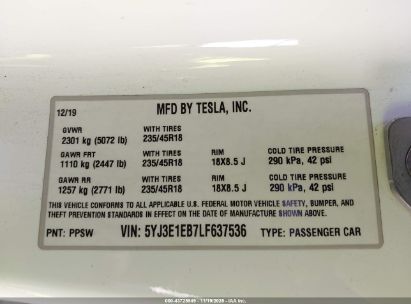 12/19 MFD BY TESLA, INC.
GVWR WITH TIRES
2301 kg (5072 lb) 235/45R18
GAWR FRT WITH TIRES RIM COLD TIRE PRESSURE
1110 kg (2447 lb) 235/45R18 18X8.5 J 290 kPa, 42 psi
GAWR RR WITH TIRES RIM COLD TIRE PRESSURE
1257 kg (2771 lb) 235/45R18 18X8.5 J 290 kPa, 42 psi
THIS VEHICLE CONFORMS TO ALL APPLICABLE U.S. FEDERAL MOTOR VEHICLE SAFETY, BUMPER, AND
THEFT PREVENTION STANDARDS IN EFFECT ON THE DATE OF MANUFACTURE SHOWN ABOVE.
PNT: PPSW VIN: 5YJ3E1EB7LF637536 TYPE: PASSENGER CAR